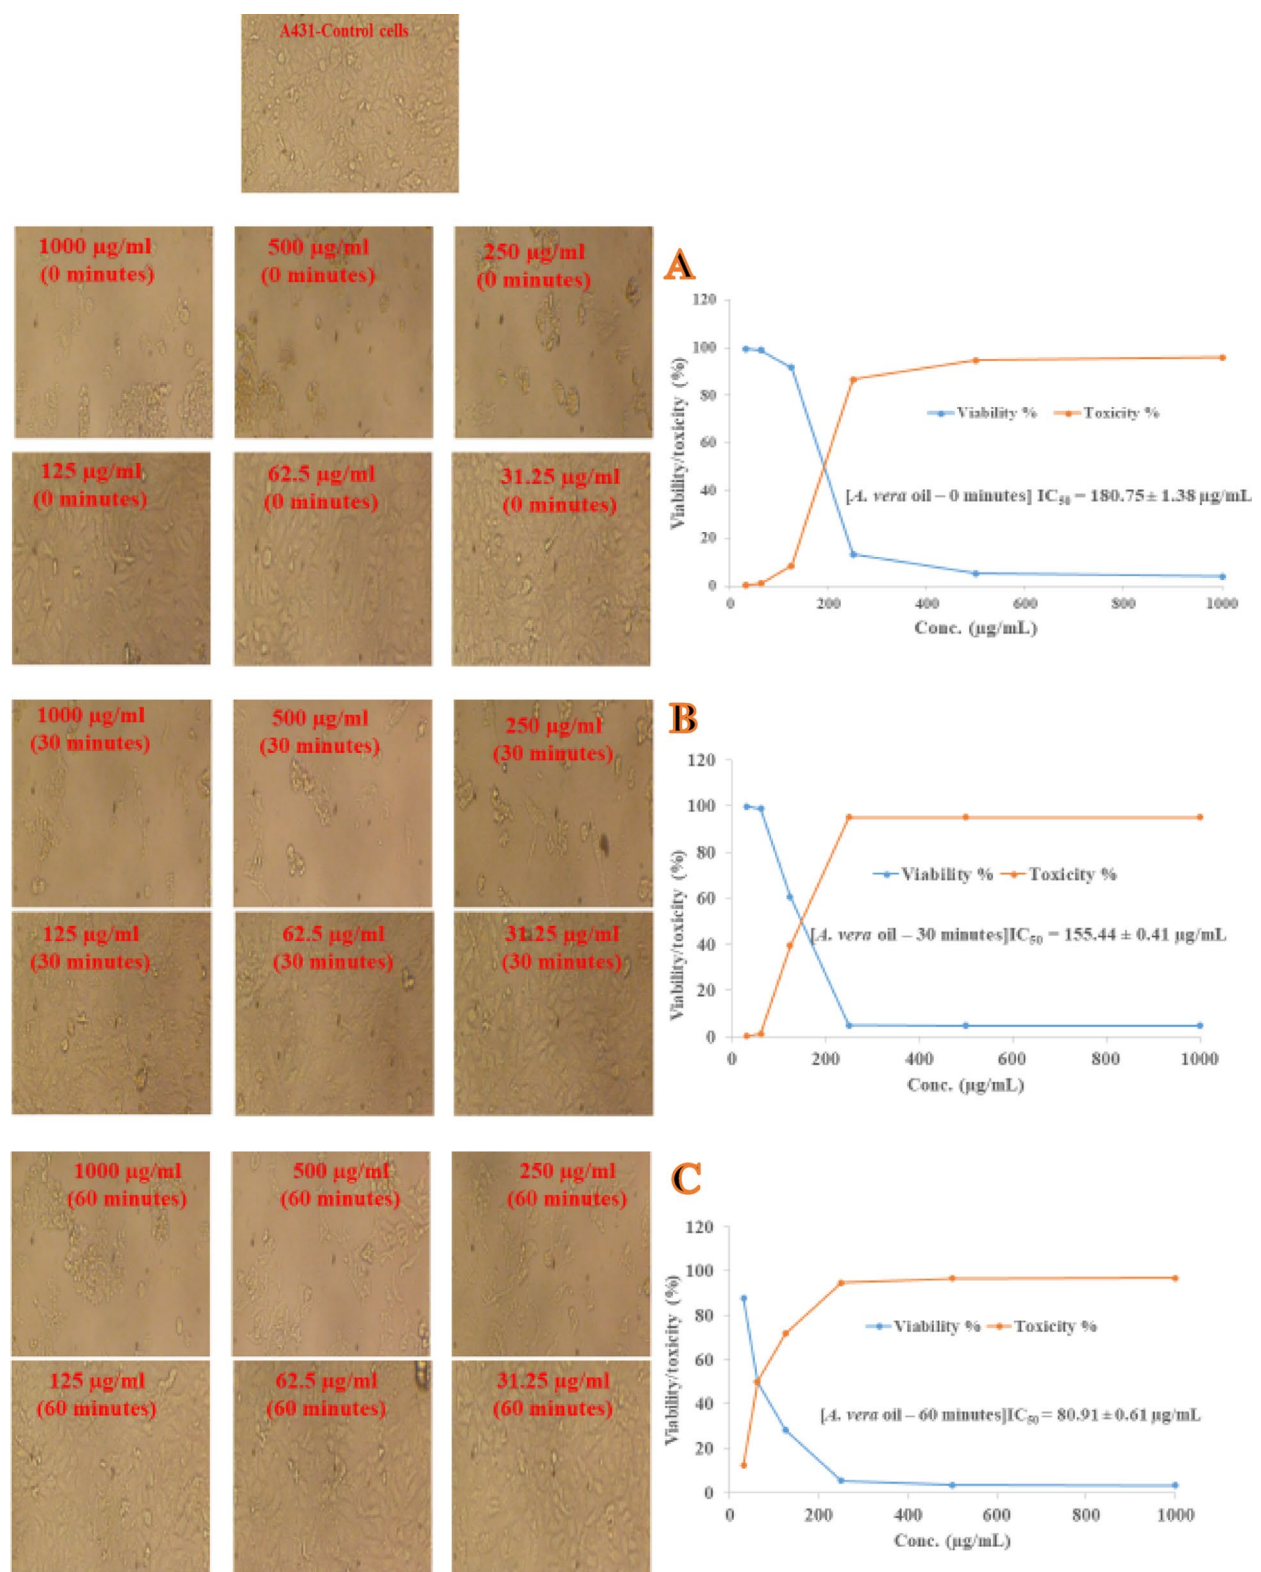 A431-Control cells
1000 µg/ml
(0 minutes)
500 µg/ml
(0 minutes)
250 µg/ml
(0 minutes)
125 µg/ml
(0 minutes)
62.5 µg/ml
(0 minutes)
31.25 µg/ml
(0 minutes)
A
Viability/toxicity (%)
120
100
80
60
40
20
0
0
200
400
600
800
1000
Conc. (µg/mL)
Viability %
Toxicity %
[A. vera oil – 0 minutes] IC50 = 180.75 ± 1.38 µg/mL
1000 µg/ml
(30 minutes)
500 µg/ml
(30 minutes)
250 µg/ml
(30 minutes)
125 µg/ml
(30 minutes)
62.5 µg/ml
(30 minutes)
31.25 µg/ml
(30 minutes)
B
Viability/toxicity (%)
120
100
80
60
40
20
0
0
200
400
600
800
1000
Conc. (µg/mL)
Viability %
Toxicity %
[A. vera oil – 30 minutes]IC50 = 155.44 ± 0.41 µg/mL
1000 µg/ml
(60 minutes)
500 µg/ml
(60 minutes)
250 µg/ml
(60 minutes)
125 µg/ml
(60 minutes)
62.5 µg/ml
(60 minutes)
31.25 µg/ml
(60 minutes)
C
Viability/toxicity (%)
120
100
80
60
40
20
0
0
200
400
600
800
1000
Conc. (µg/mL)
Viability %
Toxicity %
[A. vera oil – 60 minutes]IC50 = 80.91 ± 0.61 µg/mL